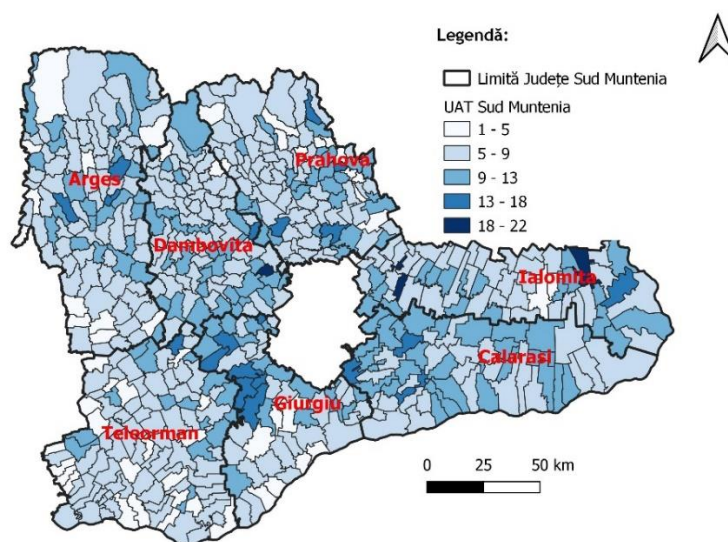 Legendă:
Limită Județe Sud Muntenia
UAT Sud Muntenia
1 - 5
5 - 9
9 - 13
13 - 18
18 - 22
Prahova
Arges
Dambovita
Ialomita
Calarasi
Giurgiu
Teleorman
0 25 50 km